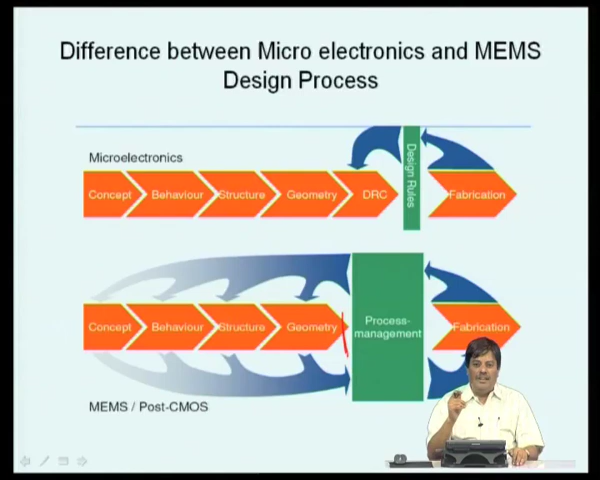 Difference between Micro electronics and MEMS
Design Process
Microelectronics
Concept
Behaviour
Structure
Geometry
DRC
Design Rules
Fabrication
Concept
Behaviour
Structure
Geometry
Process-
management
Fabrication
MEMS / Post-CMOS